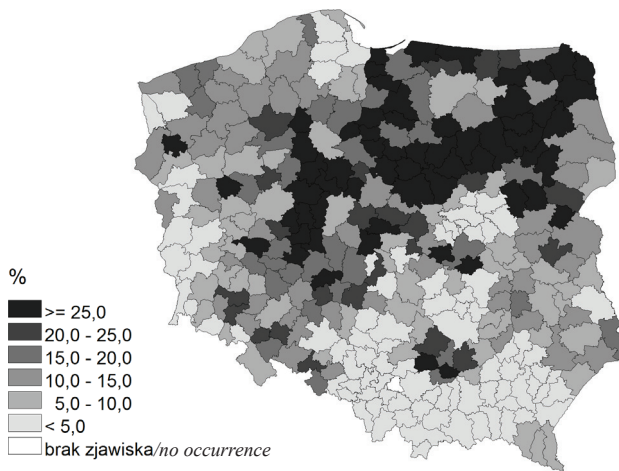 %
>= 25,0
20,0 - 25,0
15,0 - 20,0
10,0 - 15,0
5,0 - 10,0
< 5,0
brak zjawiska/no occurrence